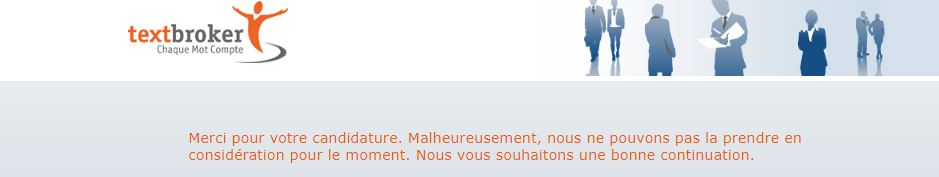 textbroker
Chaque Mot Compte
Merci pour votre candidature. Malheureusement, nous ne pouvons pas la prendre en
considération pour le moment. Nous vous souhaitons une bonne continuation.